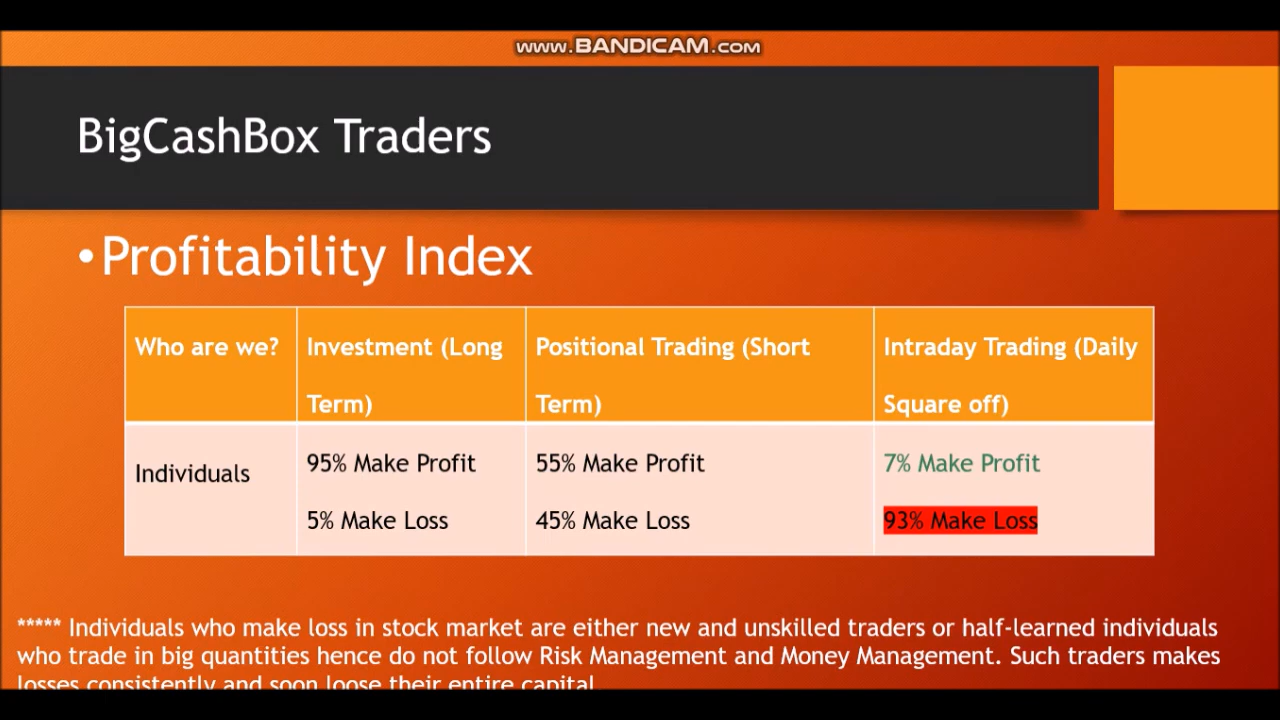 www.BANDICAM.com
BigCashBox Traders
•Profitability Index
Who are we?
Investment (Long
Term)
Positional Trading (Short
Term)
Intraday Trading (Daily
Square off)
Individuals
95% Make Profit
5% Make Loss
55% Make Profit
45% Make Loss
7% Make Profit
93% Make Loss
***** Individuals who make loss in stock market are either new and unskilled traders or half-learned individuals
who trade in big quantities hence do not follow Risk Management and Money Management. Such traders makes
losses consistently and soon loose their entire capital